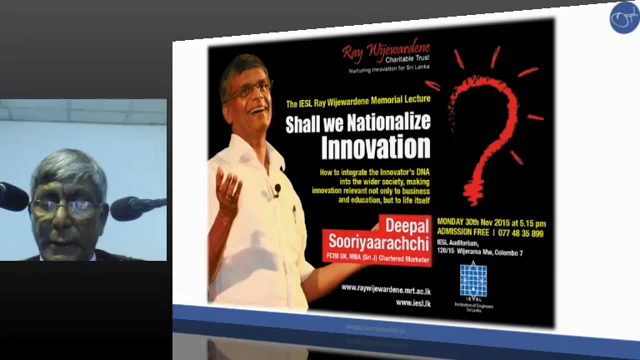 Ray Wijewardene
Charitable Trust
Nurturing innovation for Sri Lanka
The IESL Ray Wijewardene Memorial Lecture
Shall we Nationalize
Innovation
How to integrate the Innovator's DNA
into the wider society, making
innovation relevant not only to business
and education, but to life itself
Deepal
Sooriyaarachchi
FCIM UK, MBA (Sri J) Chartered Marketer
MONDAY 30th Nov 2015 at 5.15 pm
ADMISSION FREE | 077 48 35 899
IESL Auditorium,
120/15 Wijerama Mw, Colombo 7
www.raywijewardene.mrt.ac.lk
www.iesl.lk
IESL
Institution of Engineers
Sri Lanka